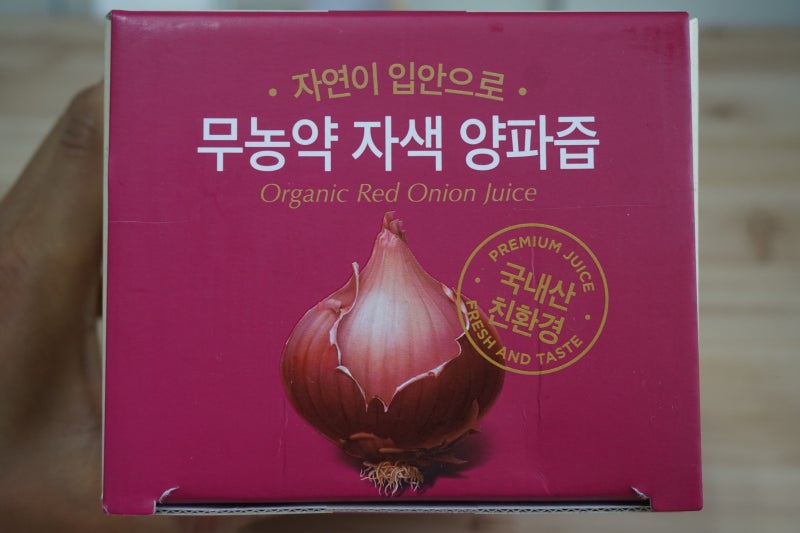 • 자연이 입안으로 •
무농약 자색 양파즙
Organic Red Onion Juice
PREMIUM JUICE
국내산
친환경
FRESH AND TASTE